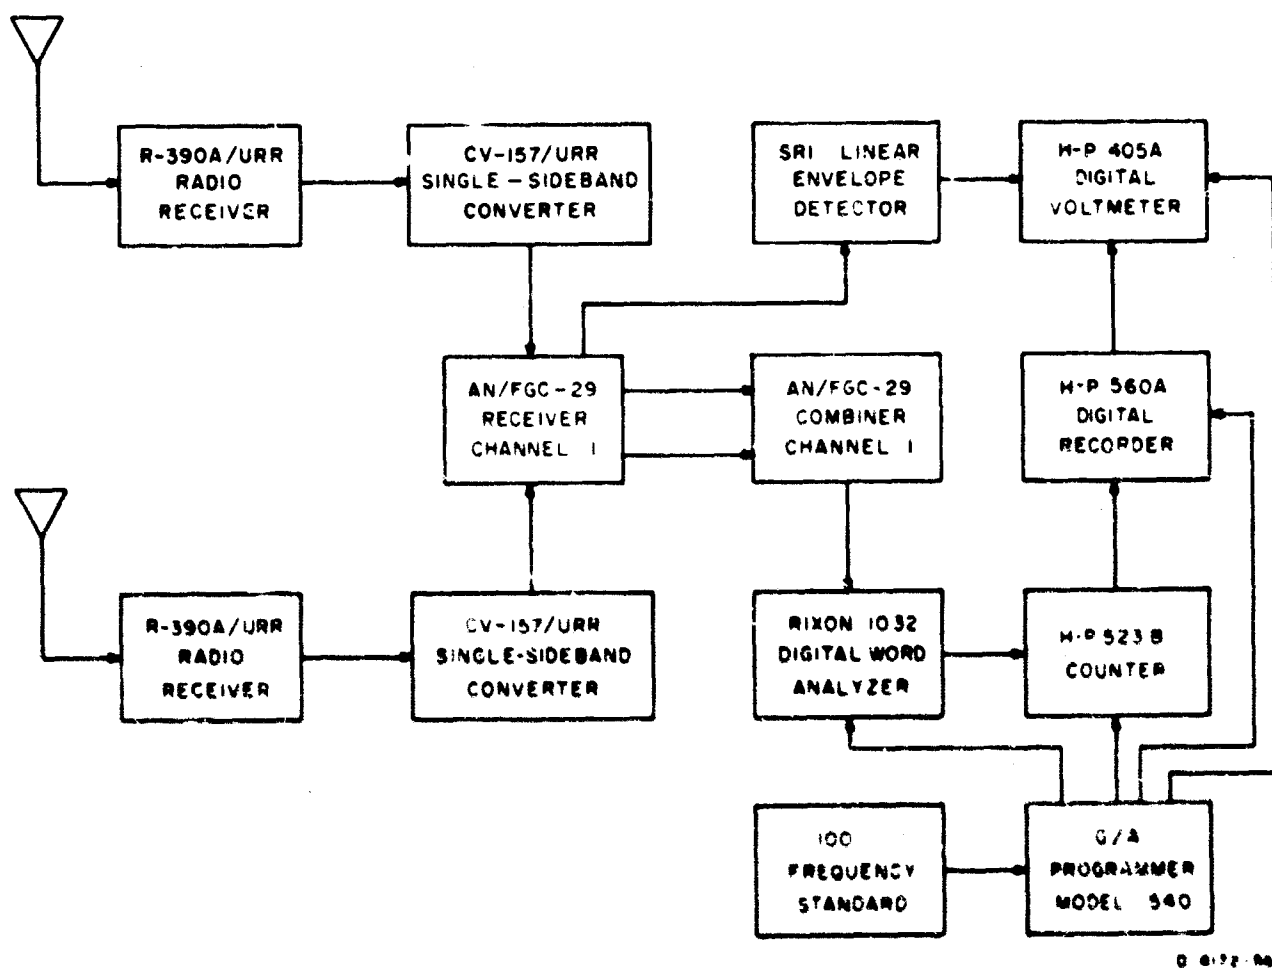 R-390A/URR
RADIO
RECEIVER
CV-157/URR
SINGLE-SIDEBAND
CONVERTER
SRI LINEAR
ENVELOPE
DETECTOR
H-P 405A
DIGITAL
VOLTMETER
AN/FGC-29
RECEIVER
CHANNEL 1
AN/FGC-29
COMBINER
CHANNEL 1
H-P 560A
DIGITAL
RECORDER
R-390A/URR
RADIO
RECEIVER
CV-157/URR
SINGLE-SIDEBAND
CONVERTER
RIXON 1032
DIGITAL WORD
ANALYZER
H-P 523 B
COUNTER
100
FREQUENCY
STANDARD
PROGRAMMER
MODEL 540